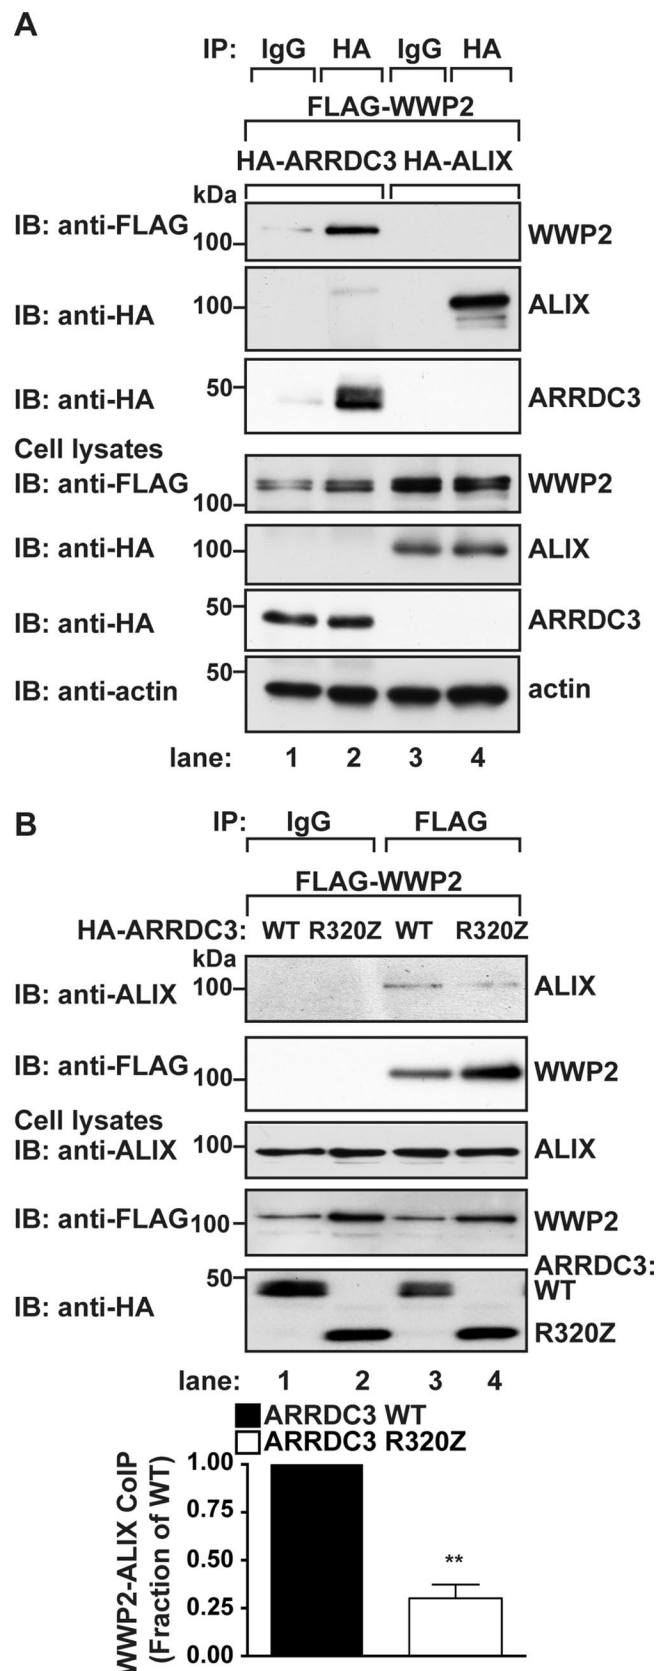 A
IP: IgG HA IgG HA
FLAG-WWP2
HA-ARRDC3 HA-ALIX
kDa
IB: anti-FLAG 100 WWP2
IB: anti-HA 100 ALIX
IB: anti-HA 50 ARRDC3
Cell lysates
IB: anti-FLAG 100 WWP2
IB: anti-HA 100 ALIX
IB: anti-HA 50 ARRDC3
IB: anti-actin 50 actin
lane: 1 2 3 4
B
IP: IgG FLAG
FLAG-WWP2
HA-ARRDC3: WT R320Z WT R320Z
kDa
IB: anti-ALIX 100 ALIX
IB: anti-FLAG 100 WWP2
Cell lysates
IB: anti-ALIX 100 ALIX
IB: anti-FLAG 100 WWP2
ARRDC3:
50 WT
IB: anti-HA
R320Z
lane: 1 2 3 4
ARRDC3 WT
ARRDC3 R320Z
WWP2-ALIX CoIP
(Fraction of WT)
1.00
0.75
0.50
**
0.25
0.00